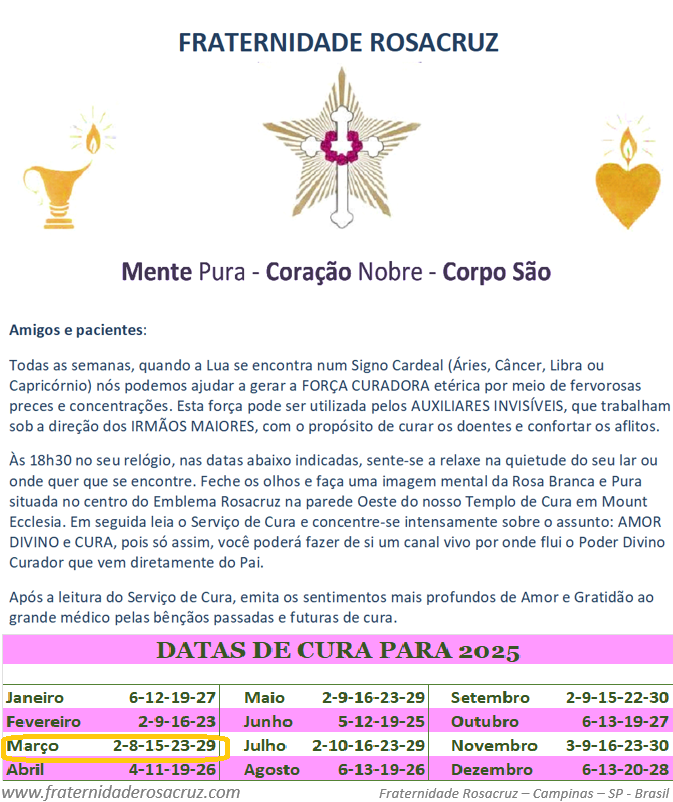 FRATERNIDADE ROSACRUZ
Mente Pura - Coração Nobre - Corpo São
Amigos e pacientes:
Todas as semanas, quando a Lua se encontra num Signo Cardeal (Áries, Câncer, Libra ou
Capricórnio) nós podemos ajudar a gerar a FORÇA CURADORA etérica por meio de fervorosas
preces e concentrações. Esta força pode ser utilizada pelos AUXILIARES INVISÍVEIS, que trabalham
sob a direção dos IRMÃOS MAIORES, com o propósito de curar os doentes e confortar os aflitos.
Às 18h30 no seu relógio, nas datas abaixo indicadas, sente-se a relaxe na quietude do seu lar ou
onde quer que se encontre. Feche os olhos e faça uma imagem mental da Rosa Branca e Pura
situada no centro do Emblema Rosacruz na parede Oeste do nosso Templo de Cura em Mount
Ecclesia. Em seguida leia o Serviço de Cura e concentre-se intensamente sobre o assunto: AMOR
DIVINO e CURA, pois só assim, você poderá fazer de si um canal vivo por onde flui o Poder Divino
Curador que vem diretamente do Pai.
Após a leitura do Serviço de Cura, emita os sentimentos mais profundos de Amor e Gratidão ao
grande médico pelas bênçãos passadas e futuras de cura.
DATAS DE CURA PARA 2025
Janeiro 6-12-19-27 Maio 2-9-16-23-29 Setembro 2-9-15-22-30
Fevereiro 2-9-16-23 Junho 5-12-19-25 Outubro 6-13-19-27
Março 2-8-15-23-29 Julho 2-10-16-23-29 Novembro 3-9-16-23-30
Abril 4-11-19-26 Agosto 6-13-19-26 Dezembro 6-13-20-28
www.fraternidaderosacruz.com Fraternidade Rosacruz – Campinas – SP - Brasil